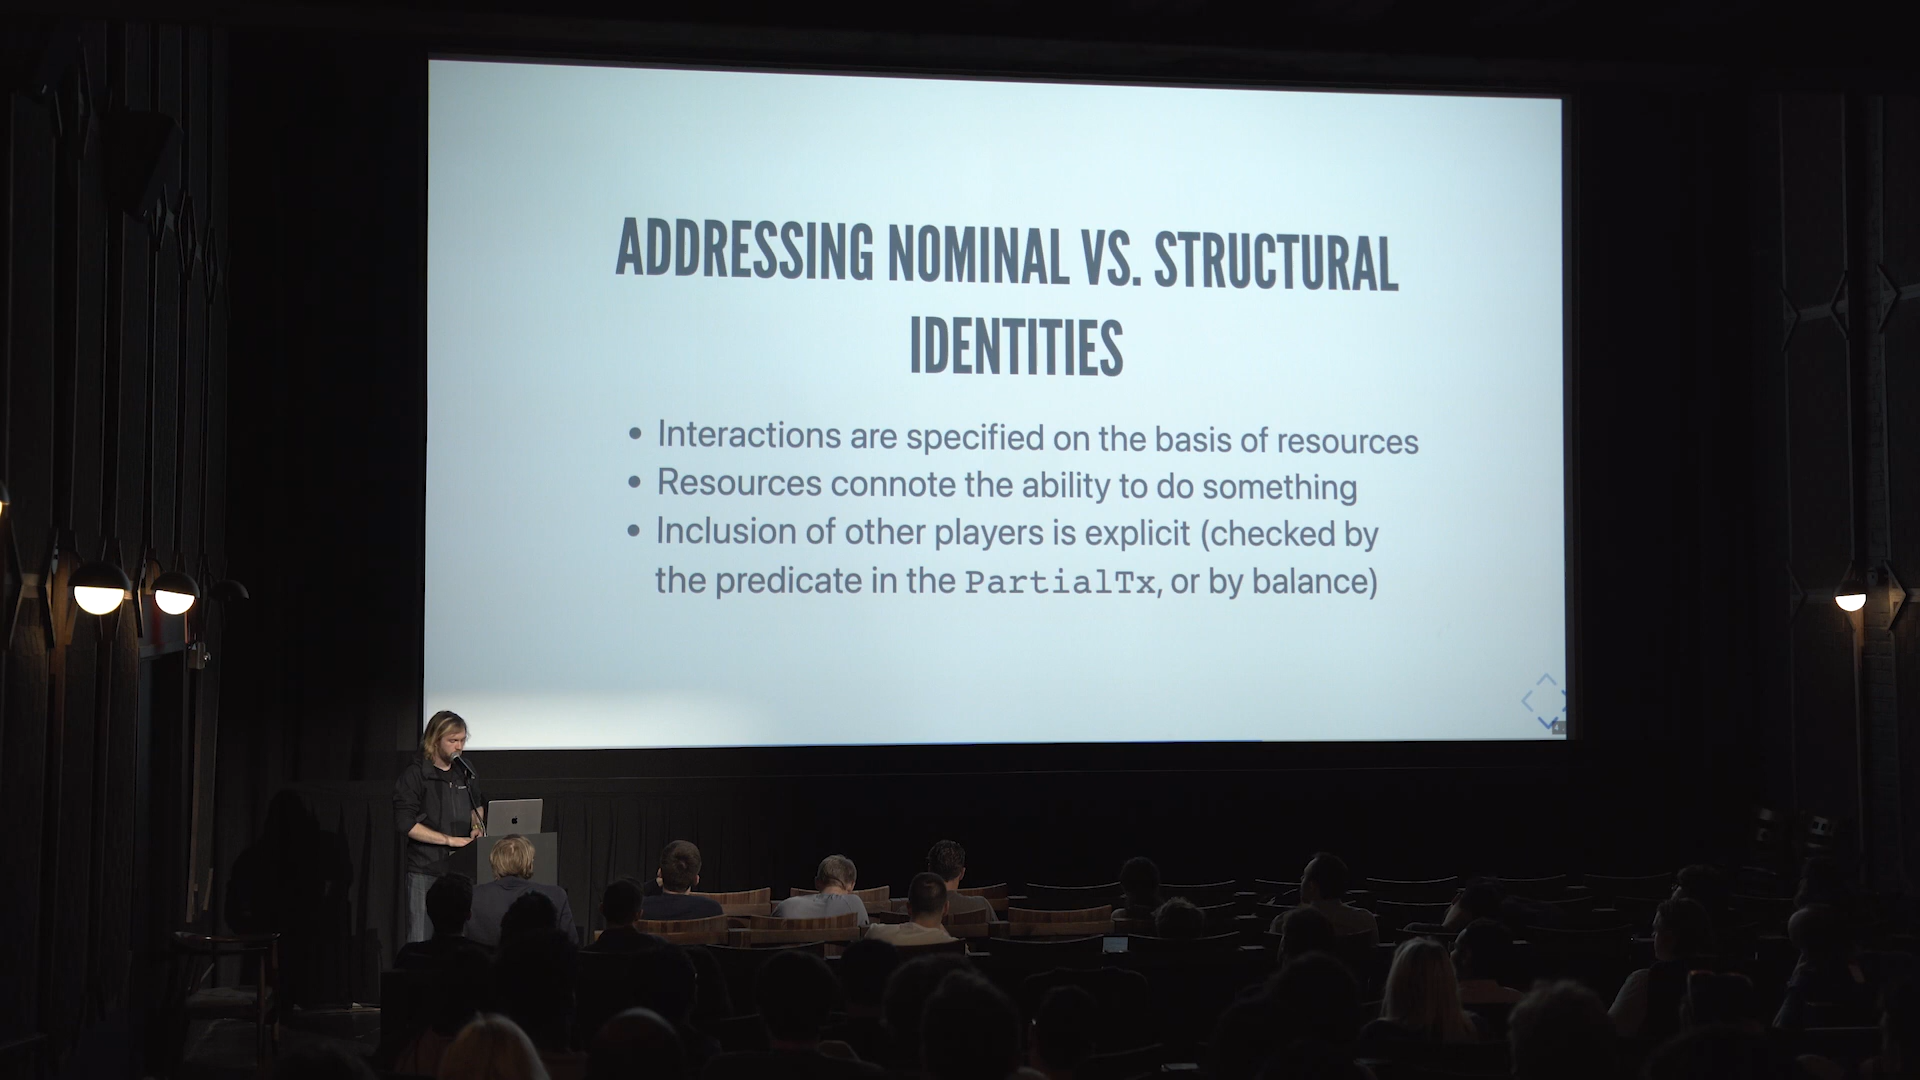 ADDRESSING NOMINAL VS. STRUCTURAL
IDENTITIES
• Interactions are specified on the basis of resources
• Resources connote the ability to do something
• Inclusion of other players is explicit (checked by
the predicate in the PartialTx, or by balance)